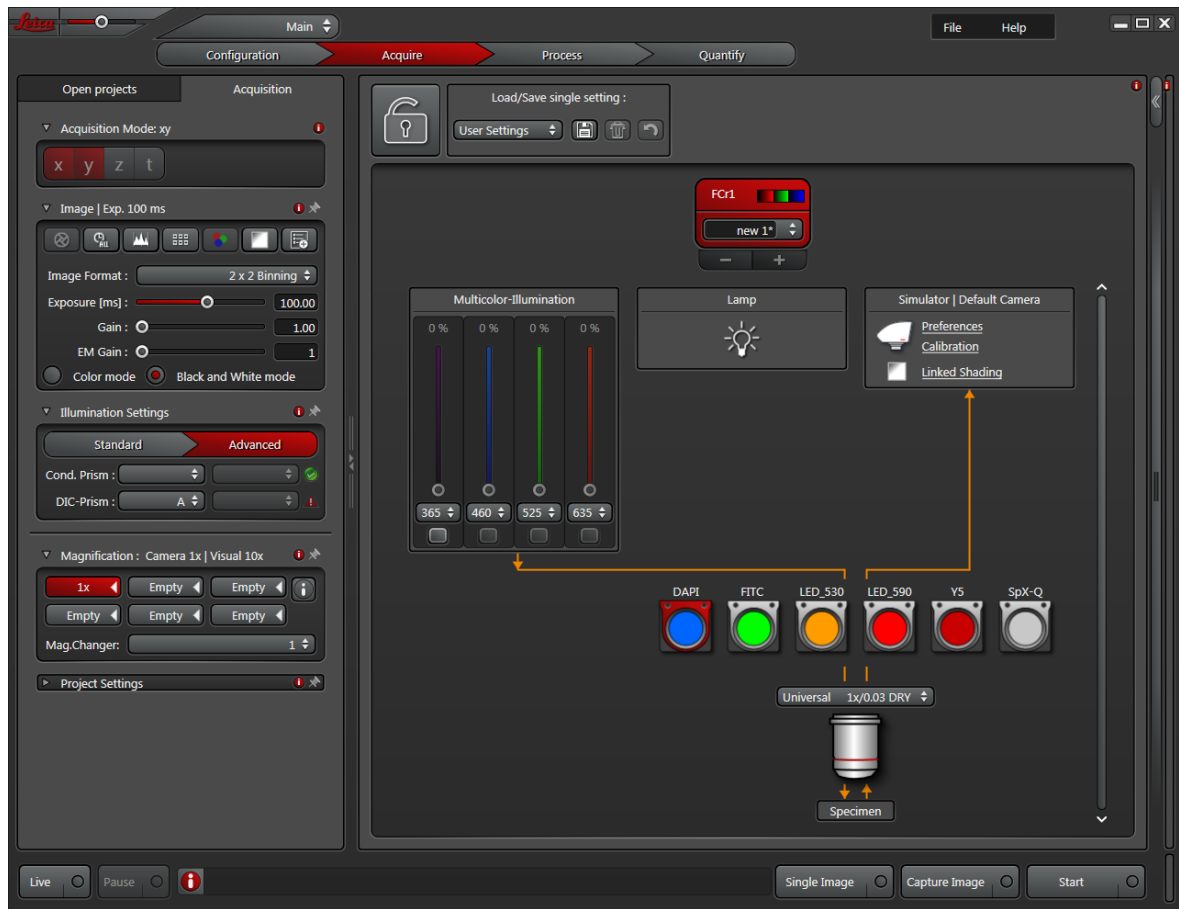 Leica
Main
File Help
Configuration Acquire Process Quantify
Open projects Acquisition
Acquisition Mode: xy
x y z t
Image | Exp. 100 ms
ALL
Image Format : 2 x 2 Binning
Exposure [ms] : 100.00
Gain : 1.00
EM Gain : 1
Color mode Black and White mode
Illumination Settings
Standard Advanced
Cond. Prism :
DIC-Prism : A
Magnification : Camera 1x | Visual 10x
1x Empty Empty
Empty Empty Empty
Mag.Changer: 1
Project Settings
Load/Save single setting :
User Settings
FCr1
new 1*
Multicolor-Illumination
0 % 0 % 0 % 0 %
365 460 525 635
Lamp
Simulator | Default Camera
Preferences
Calibration
Linked Shading
DAPI FITC LED_530 LED_590 Y5 SpX-Q
Universal 1x/0.03 DRY
Specimen
Live Pause Single Image Capture Image Start